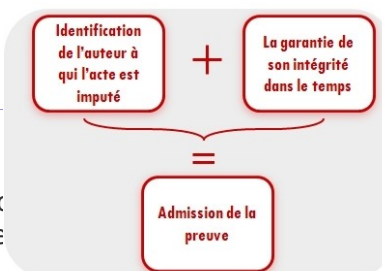 Identification
de l'auteur à
qui l'acte est
imputé
+
La garantie de
son intégrité
dans le temps
=
Admission de la
preuve